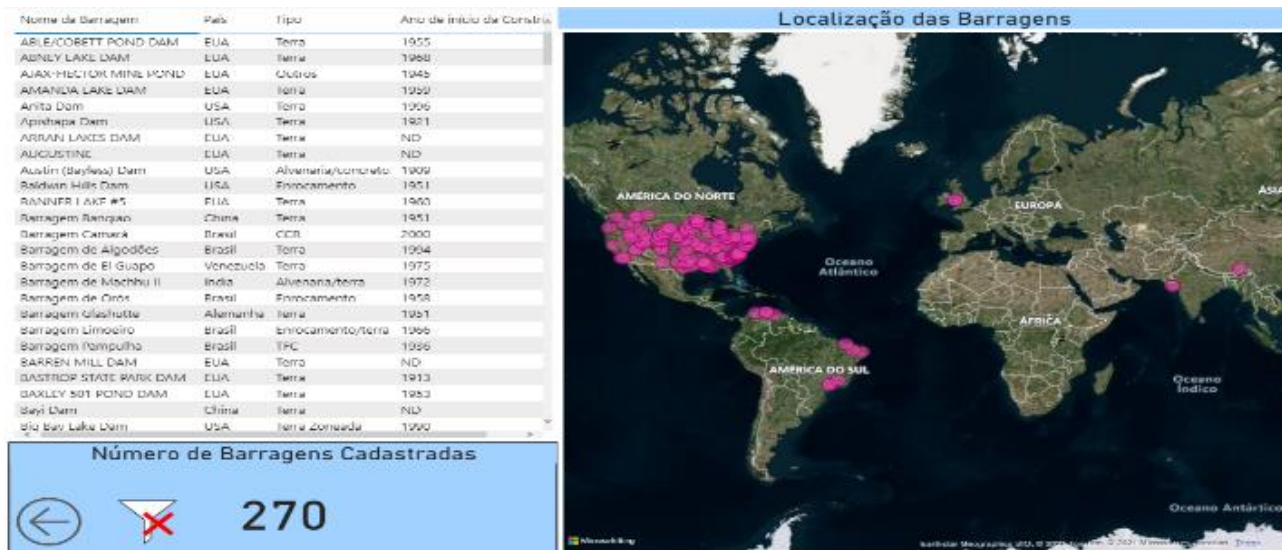 Nome da Barragem País Tipo Ano de início da Constru
ABLE/COBETT POND DAM EUA Terra 1955
ABNEY LAKE DAM EUA Terra 1968
AJAX-HECTOR MINE POND EUA Outros 1945
AMANDA LAKE DAM EUA Terra 1959
Anita Dam USA Terra 1996
Apishapa Dam USA Terra 1921
ARRAN LAKES DAM EUA Terra ND
AUGUSTINE EUA Terra ND
Austin (Bayless) Dam USA Alvenaria/concreto 1909
Baldwin Hills Dam USA Enrocamento 1951
BANNER LAKE #5 EUA Terra 1960
Barragem Banqiao China Terra 1951
Barragem Camará Brasil CCR 2000
Barragem de Algodões Brasil Terra 1994
Barragem de El Guapo Venezuela Terra 1975
Barragem de Machhu II India Alvenaria/terra 1972
Barragem de Orós Brasil Enrocamento 1958
Barragem Glashutte Alemanha Terra 1951
Barragem Limoeiro Brasil Enrocamento/terra 1966
Barragem Pampulha Brasil TFC 1936
BARREN MILL DAM EUA Terra ND
BASTROP STATE PARK DAM EUA Terra 1913
BAXLEY 501 POND DAM EUA Terra 1953
Bayi Dam China Terra ND
Big Bay Lake Dam USA Terra Zoneada 1990
Número de Barragens Cadastradas
270
Localização das Barragens
AMÉRICA DO NORTE
EUROPA
ÁSIA
Oceano
Atlântico
ÁFRICA
AMÉRICA DO SUL
Oceano
Índico
Oceano Antártico
Microsoft Bing